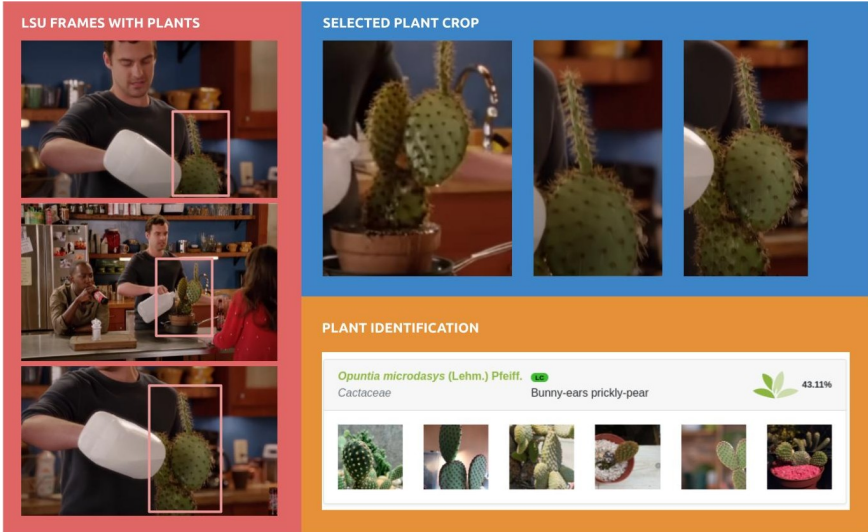 LSU FRAMES WITH PLANTS
SELECTED PLANT CROP
PLANT IDENTIFICATION
Opuntia microdasys (Lehm.) Pfeiff. LC
Cactaceae Bunny-ears prickly-pear 43.11%